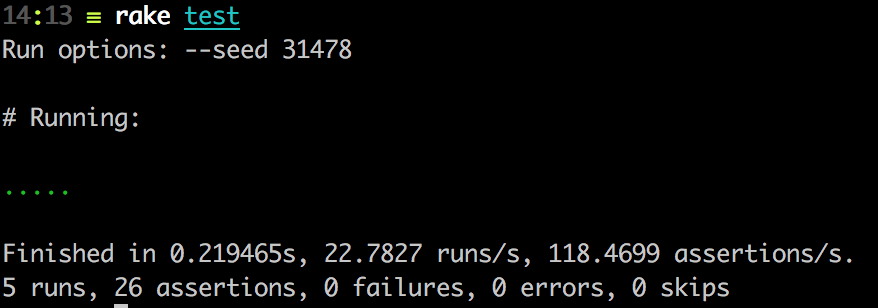 14:13 ≡ rake test
Run options: --seed 31478
# Running:
.....
Finished in 0.219465s, 22.7827 runs/s, 118.4699 assertions/s.
5 runs, 26 assertions, 0 failures, 0 errors, 0 skips